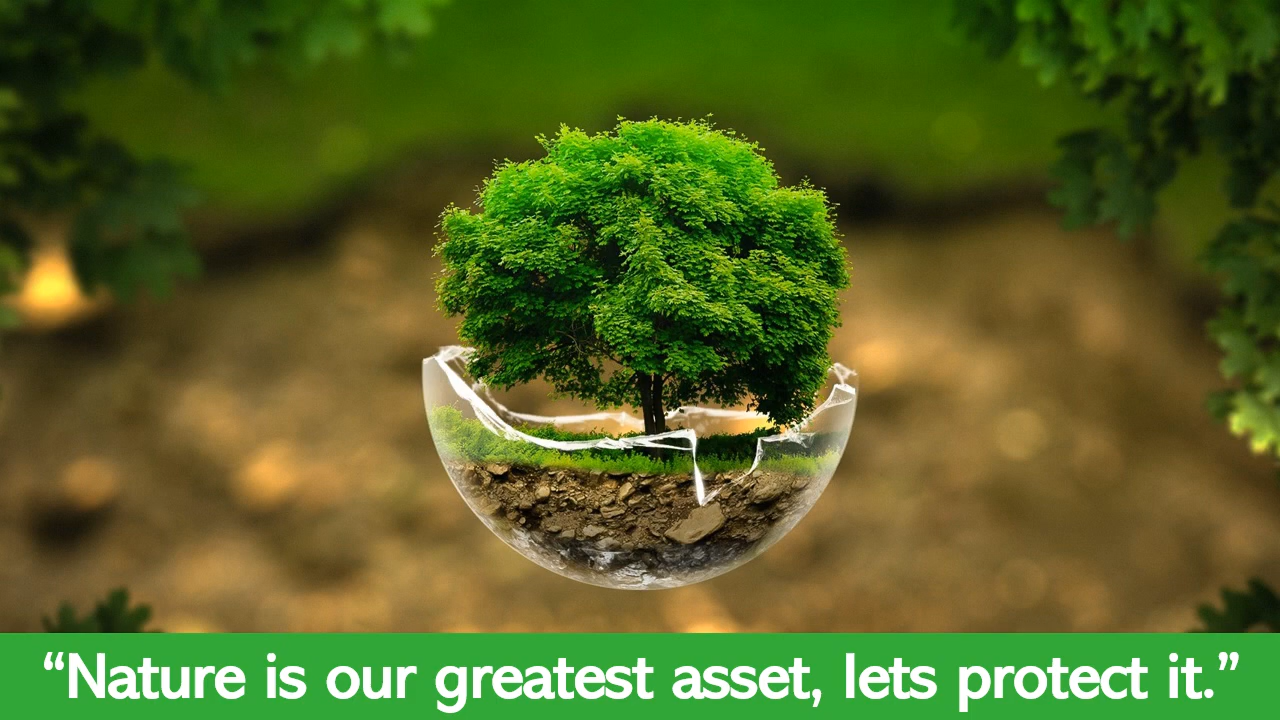 “Nature is our greatest asset, lets protect it.”